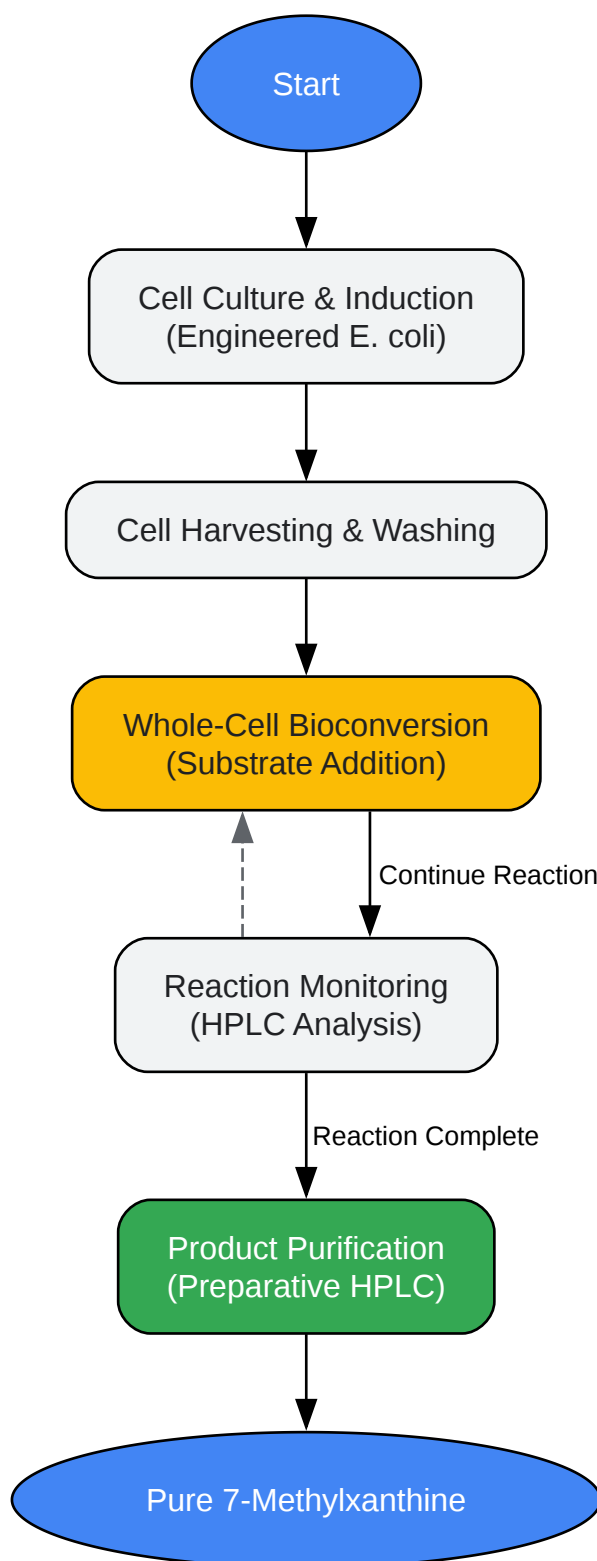 Start
Cell Culture & Induction
(Engineered E. coli)
Cell Harvesting & Washing
Whole-Cell Bioconversion
(Substrate Addition)
Continue Reaction
Reaction Monitoring
(HPLC Analysis)
Reaction Complete
Product Purification
(Preparative HPLC)
Pure 7-Methylxanthine